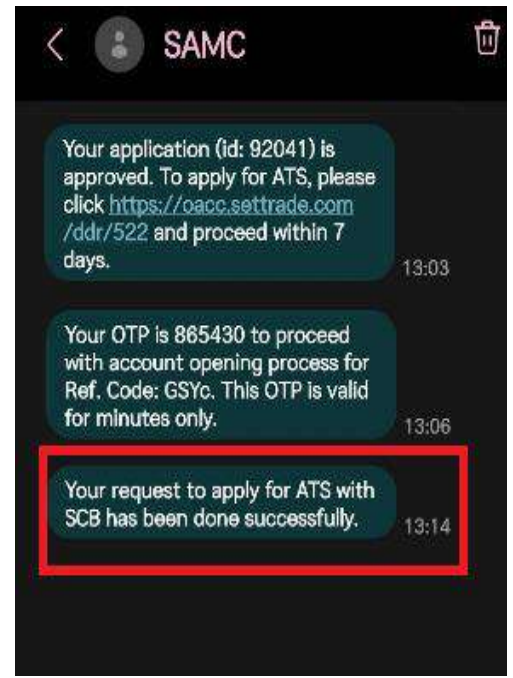 SAMC
Your application (id: 92041) is
approved. To apply for ATS, please
click https://oacc.settrade.com
/ddr/522 and proceed within 7
days.
13:03
Your OTP is 865430 to proceed
with account opening process for
Ref. Code: GSYc. This OTP is valid
for minutes only.
13:06
Your request to apply for ATS with
SCB has been done successfully.
13:14